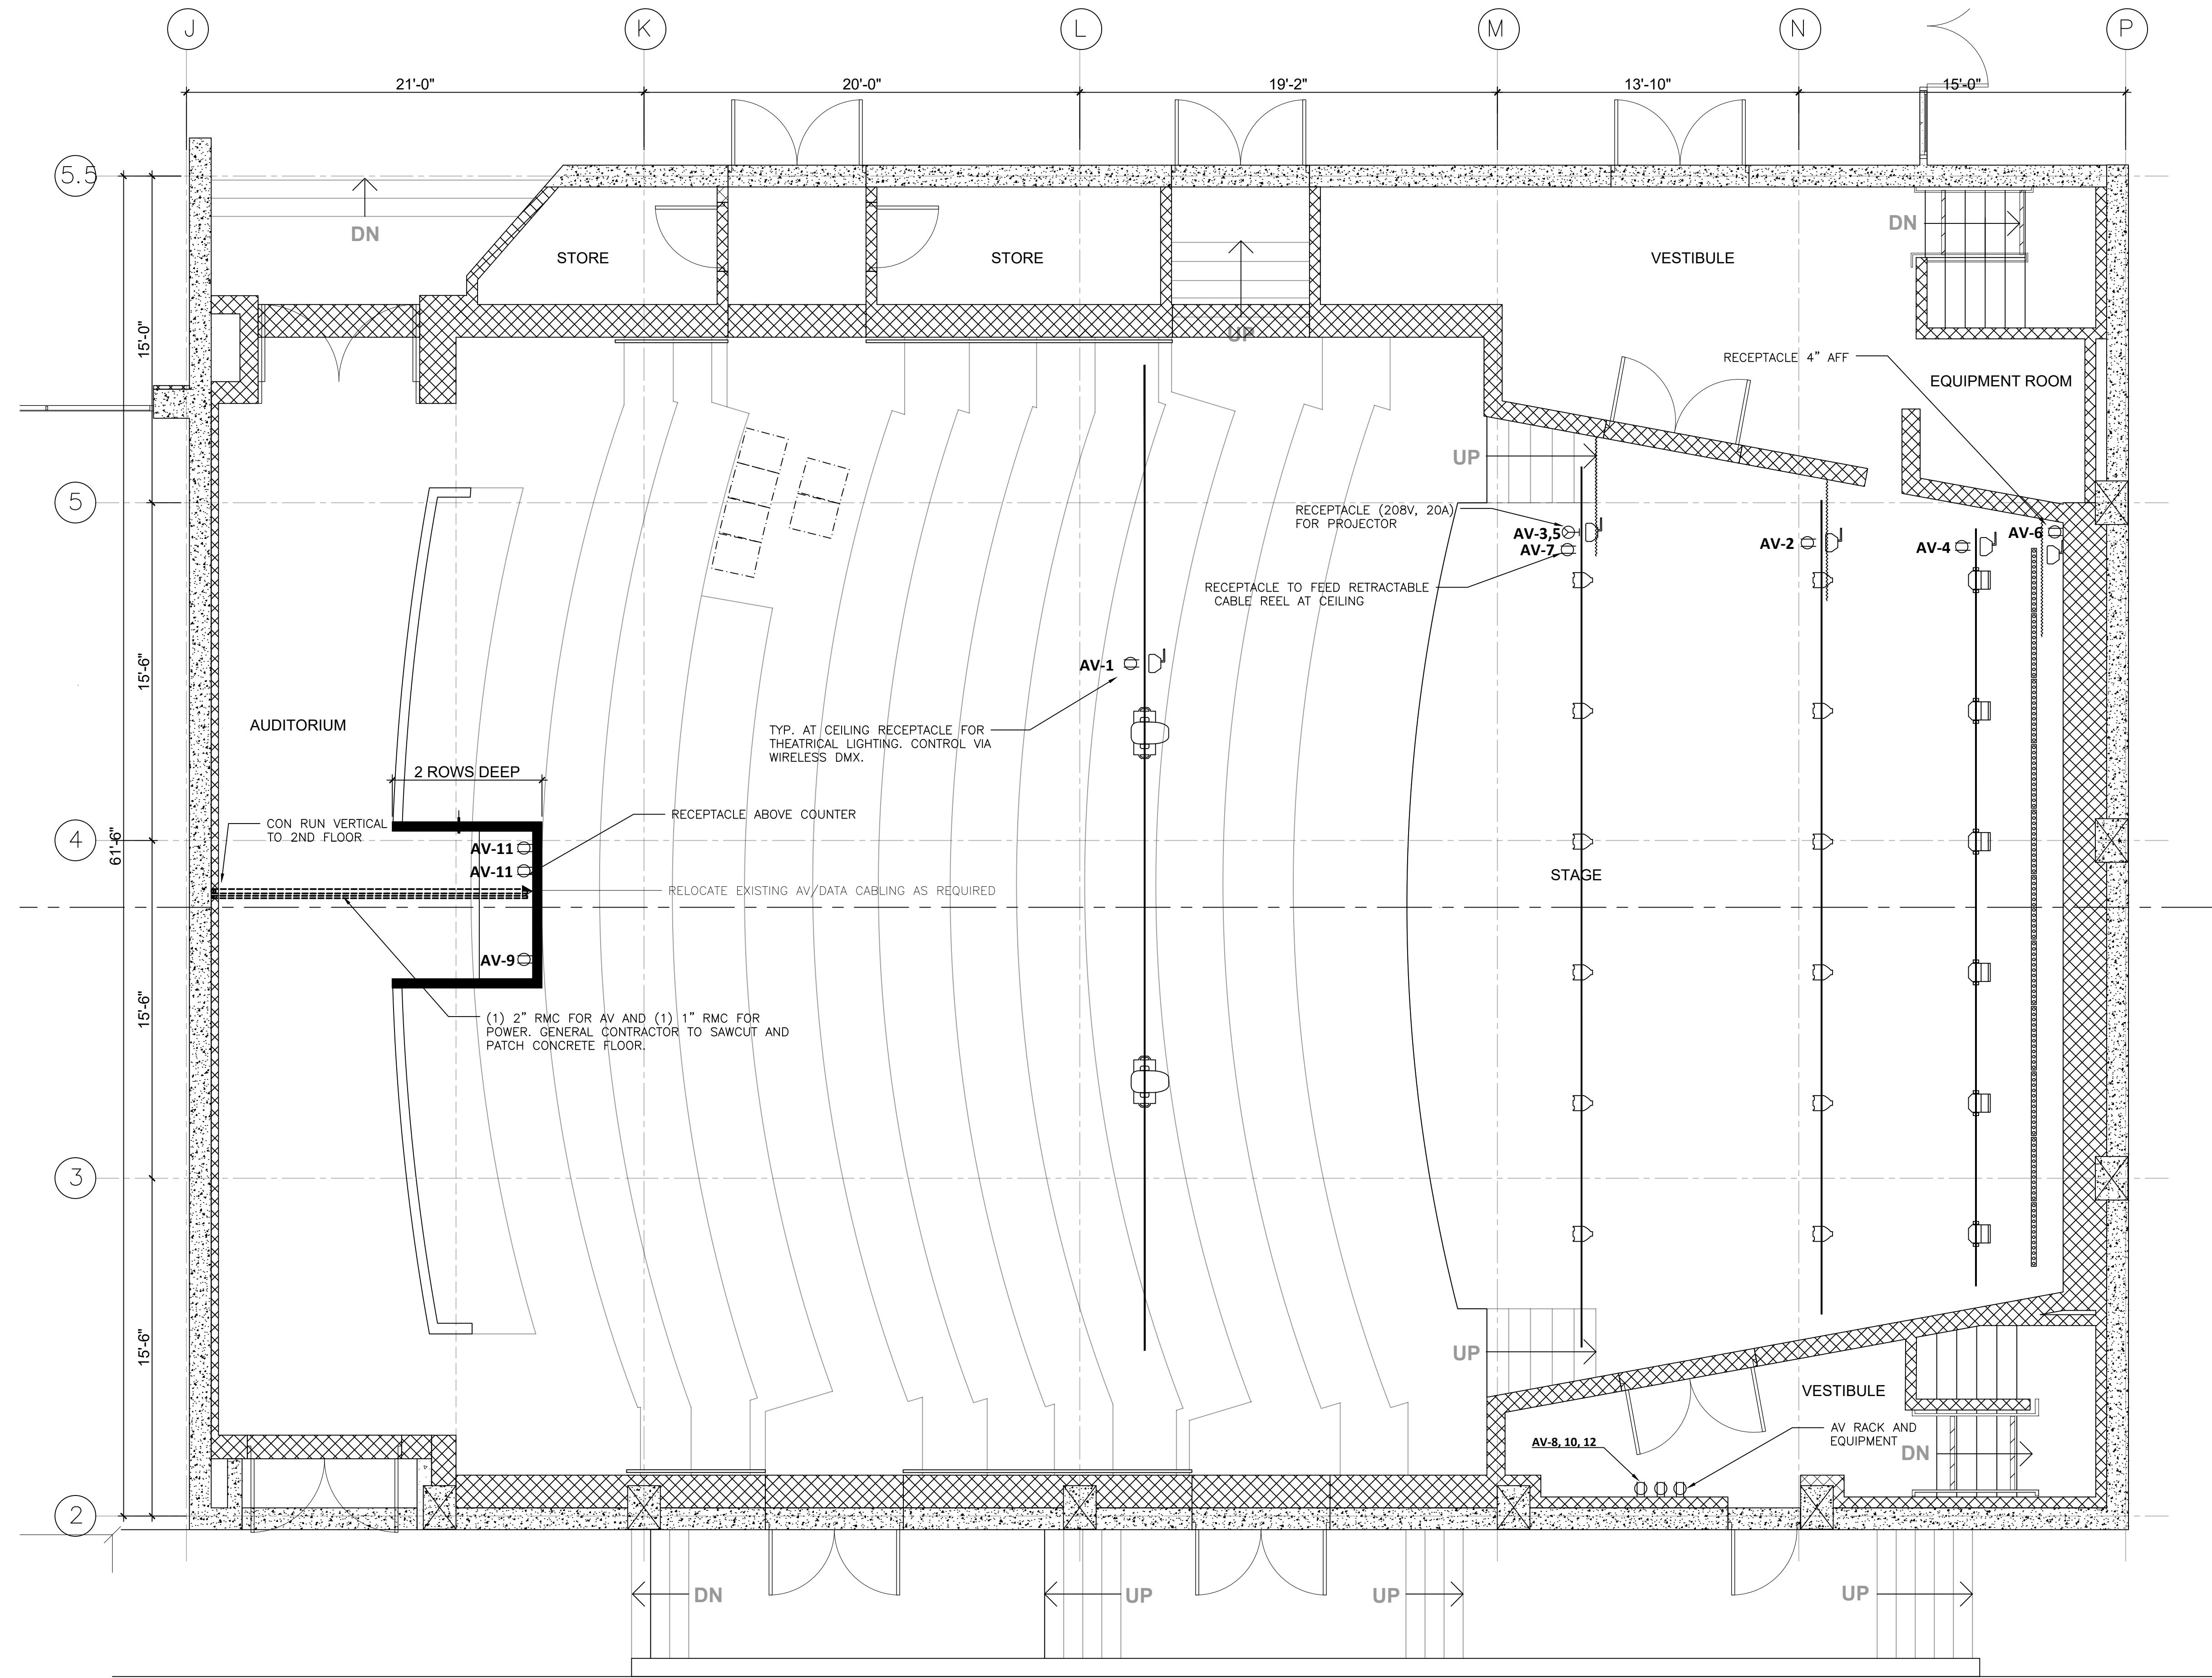 J
K
L
M
N
P
21'-0"
20'-0"
19'-2"
13'-10"
15'-0"
5.5
DN
STORE
STORE
VESTIBULE
DN
UP
15'-0"
RECEPTACLE 4" AFF
EQUIPMENT ROOM
UP
5
RECEPTACLE (208V, 20A)
FOR PROJECTOR
AV-3,5
AV-7
AV-2
AV-4
AV-6
RECEPTACLE TO FEED RETRACTABLE
CABLE REEL AT CEILING
15'-6"
AV-1
AUDITORIUM
TYP. AT CEILING RECEPTACLE FOR
THEATRICAL LIGHTING. CONTROL VIA
WIRELESS DMX.
2 ROWS DEEP
RECEPTACLE ABOVE COUNTER
CON RUN VERTICAL
TO 2ND FLOOR
4
61'-6"
AV-11
AV-11
STAGE
RELOCATE EXISTING AV/DATA CABLING AS REQUIRED
AV-9
15'-6"
(1) 2" RMC FOR AV AND (1) 1" RMC FOR
POWER. GENERAL CONTRACTOR TO SAWCUT AND
PATCH CONCRETE FLOOR.
3
15'-6"
UP
VESTIBULE
AV RACK AND
EQUIPMENT
AV-8, 10, 12
DN
2
DN
UP
UP
UP